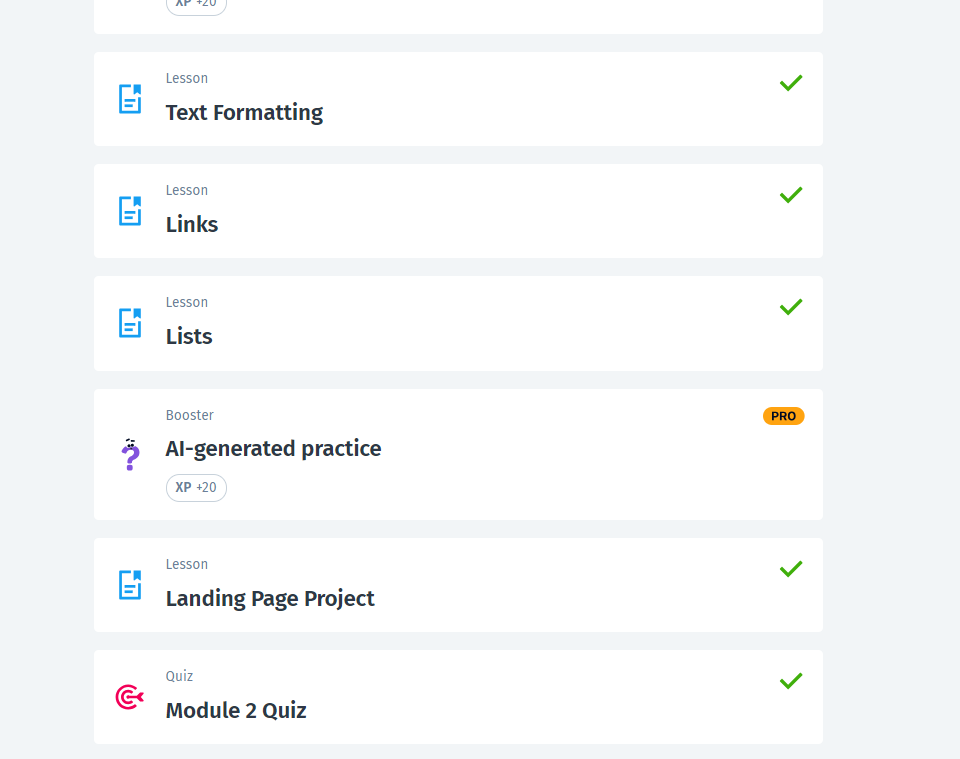 XP +20
Lesson
Text Formatting
Lesson
Links
Lesson
Lists
Booster
PRO
AI-generated practice
XP +20
Lesson
Landing Page Project
Quiz
Module 2 Quiz